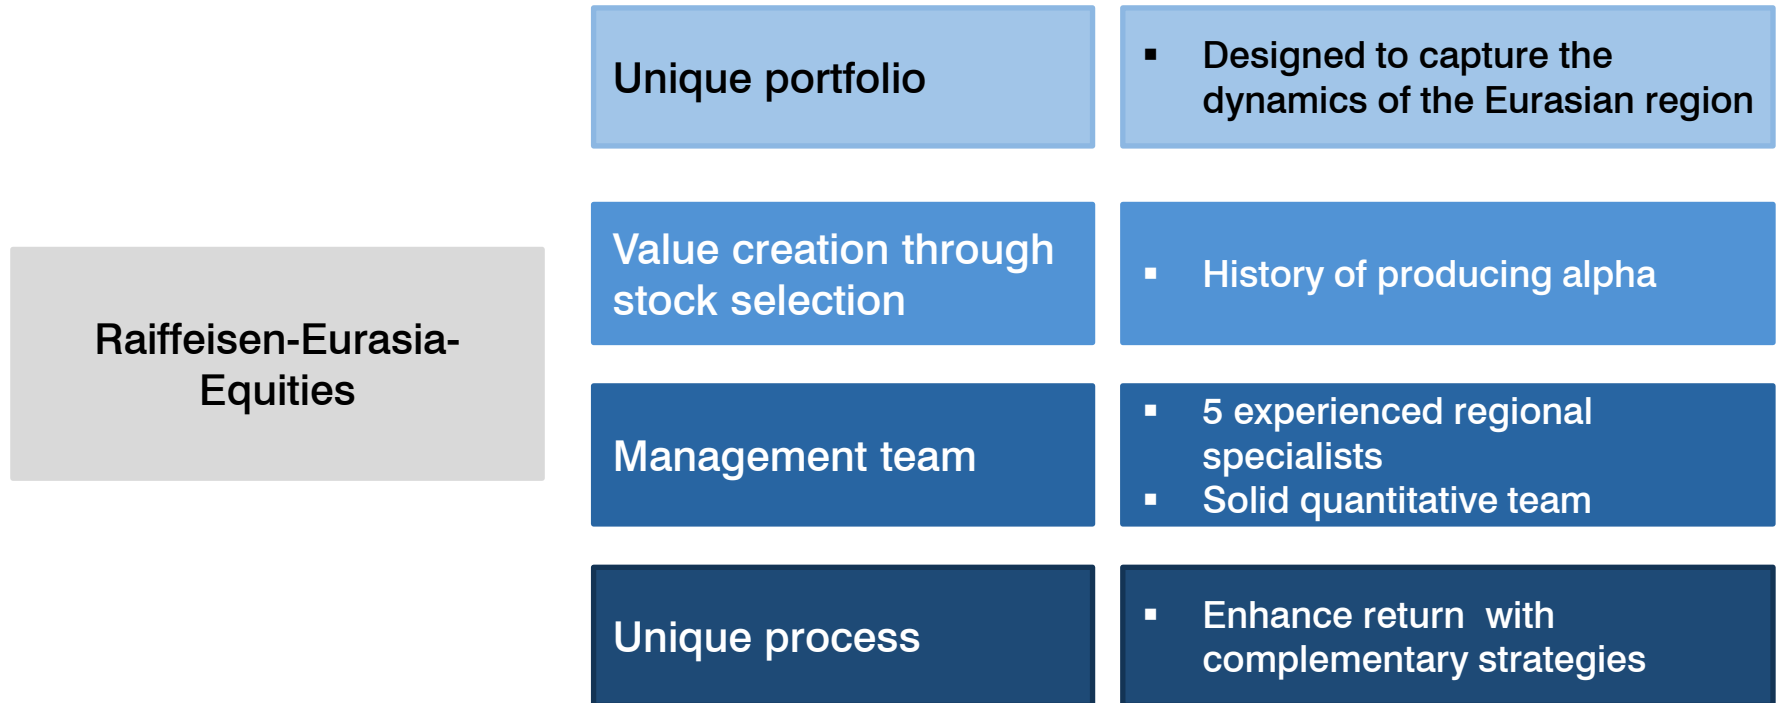 Raiffeisen-Eurasia-
Equities
Unique portfolio
▪ Designed to capture the
dynamics of the Eurasian region
Value creation through
stock selection
▪ History of producing alpha
Management team
▪ 5 experienced regional
specialists
▪ Solid quantitative team
Unique process
▪ Enhance return  with
complementary strategies